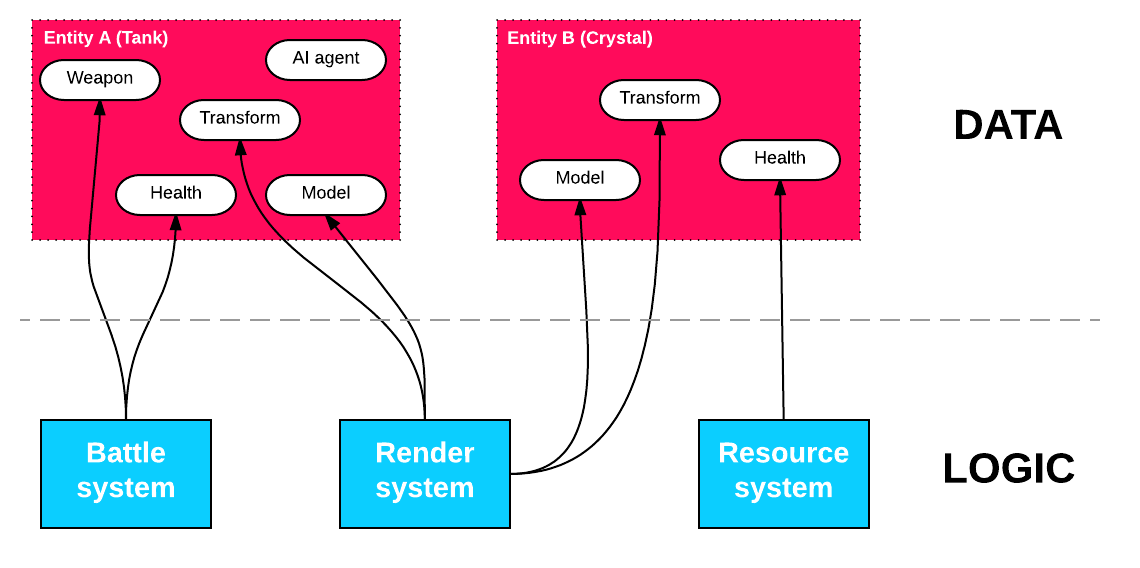 Entity A (Tank)
AI agent
Weapon
Transform
Health
Model
Entity B (Crystal)
Transform
Health
Model
DATA
Battle
system
Render
system
Resource
system
LOGIC